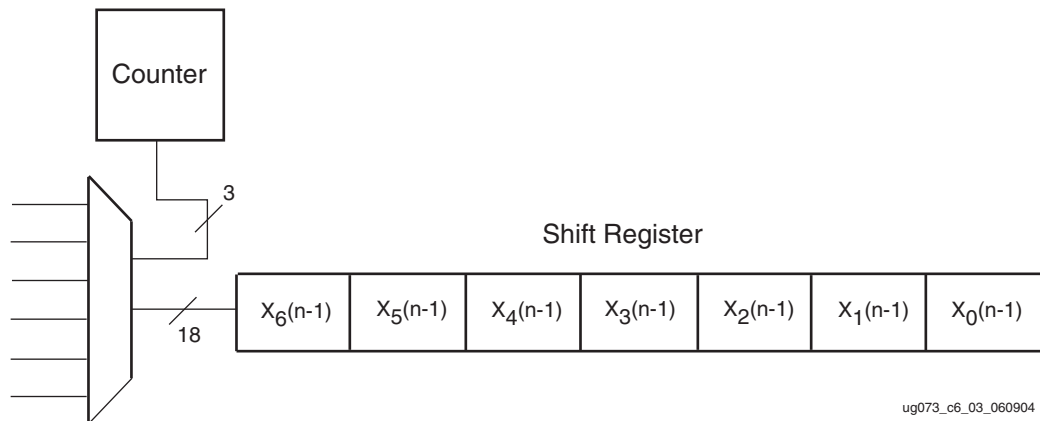 Counter
3
Shift Register
18
X6(n-1) X5(n-1) X4(n-1) X3(n-1) X2(n-1) X1(n-1) X0(n-1)
ug073_c6_03_060904